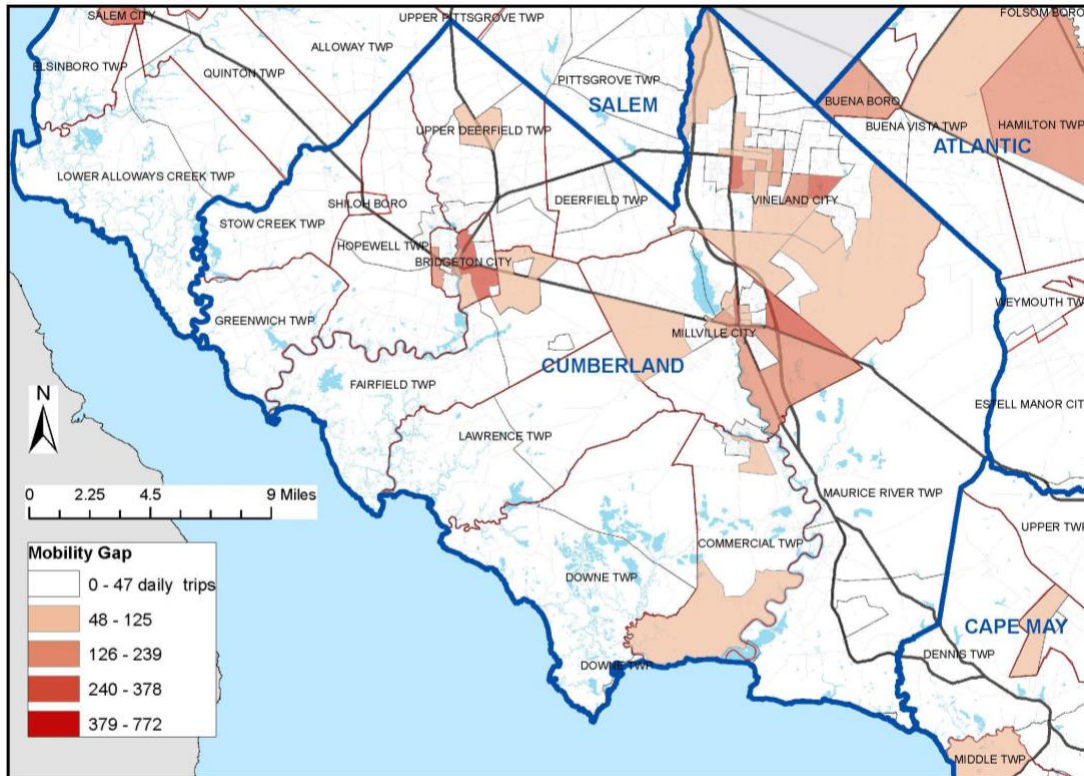 SALEM CITY
UPPER PITTSGROVE TWP
FOLSOM BORO
ALLOWAY TWP
ELSINBORO TWP
QUINTON TWP
PITTSGROVE TWP
SALEM
BUENA BORO
BUENA VISTA TWP
HAMILTON TWP
UPPER DEERFIELD TWP
ATLANTIC
LOWER ALLOWAYS CREEK TWP
SHILOH BORO
DEERFIELD TWP
VINELAND CITY
STOW CREEK TWP
HOPEWELL TWP
BRIDGETON CITY
WEYMOUTH TW
GREENWICH TWP
MILLVILLE CITY
CUMBERLAND
FAIRFIELD TWP
N
ESTELL MANOR CIT
LAWRENCE TWP
0 2.25 4.5 9 Miles
MAURICE RIVER TWP
UPPER TW
COMMERCIAL TWP
Mobility Gap
0 - 47 daily trips
48 - 125
126 - 239
240 - 378
379 - 772
DOWNE TWP
CAPE MAY
DENNIS TWP
DOWNE TWP
MIDDLE TWP